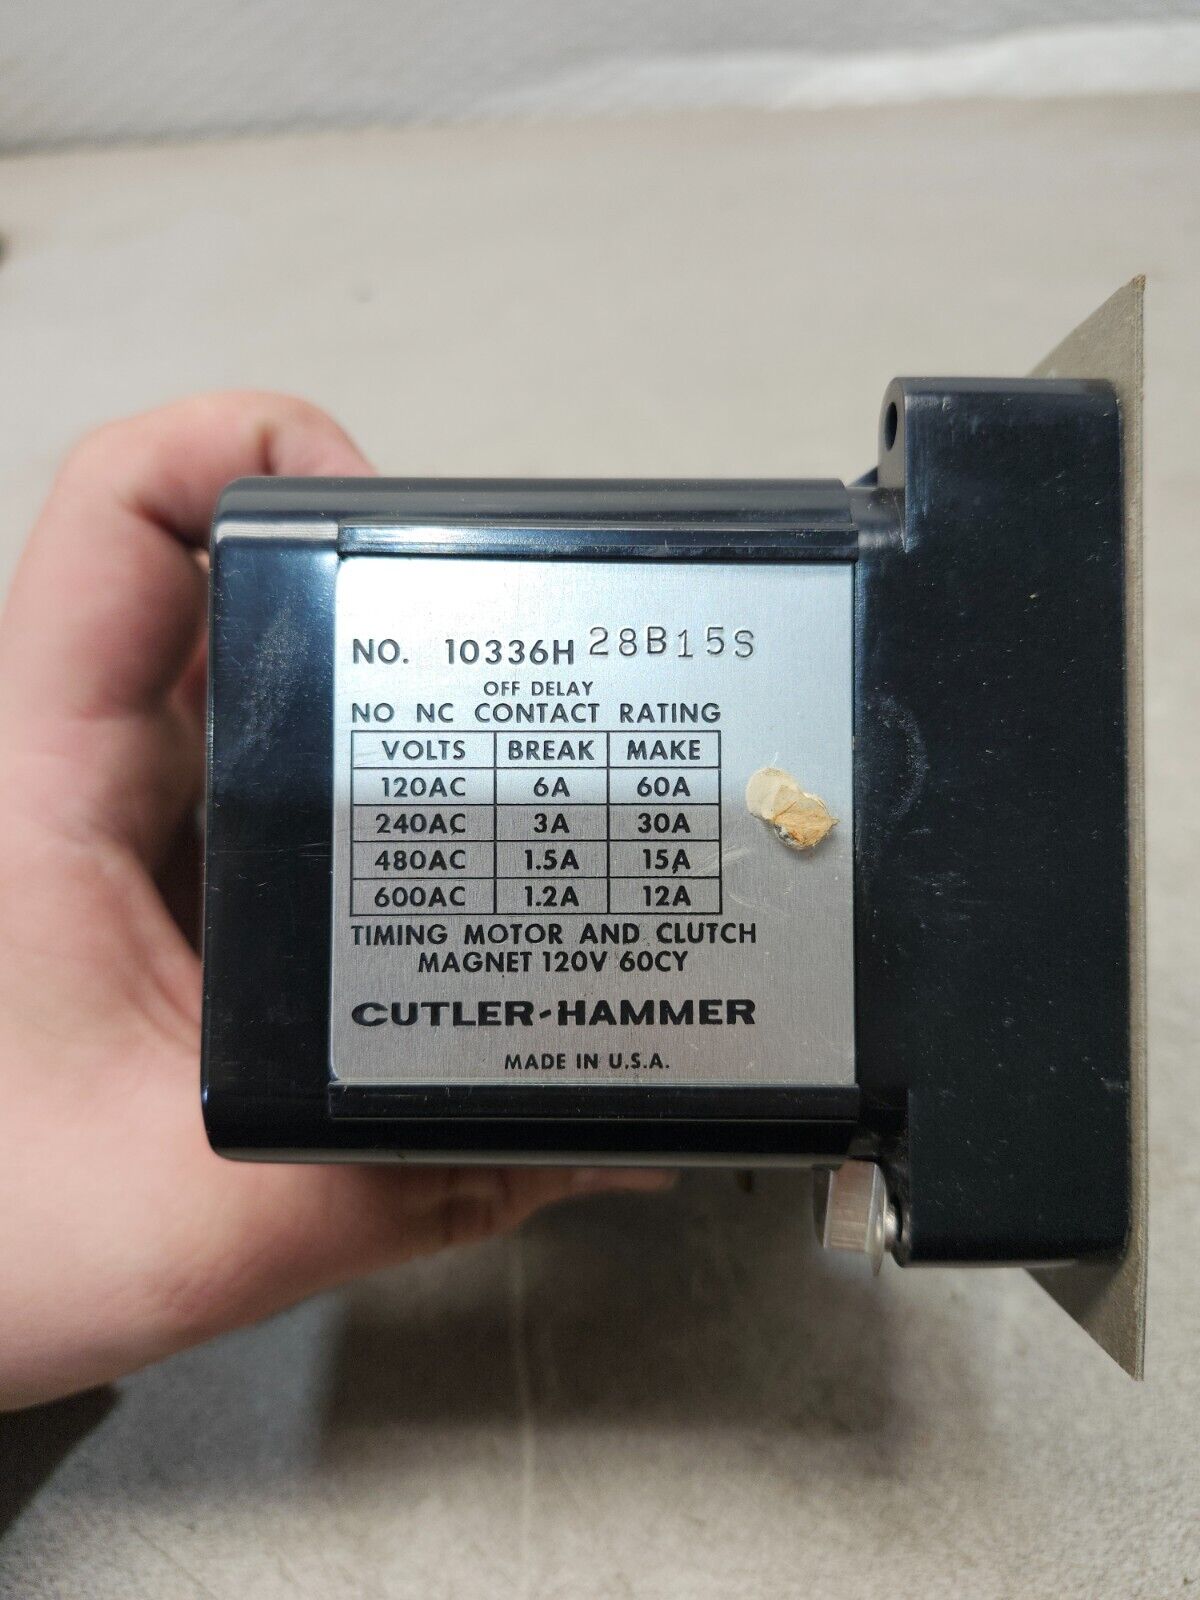 NO. 10336H 28B15S
OFF DELAY
NO NC CONTACT RATING
VOLTS BREAK MAKE
120AC 6A 60A
240AC 3A 30A
480AC 1.5A 15A
600AC 1.2A 12A
TIMING MOTOR AND CLUTCH
MAGNET 120V 60CY
CUTLER-HAMMER
MADE IN U.S.A.